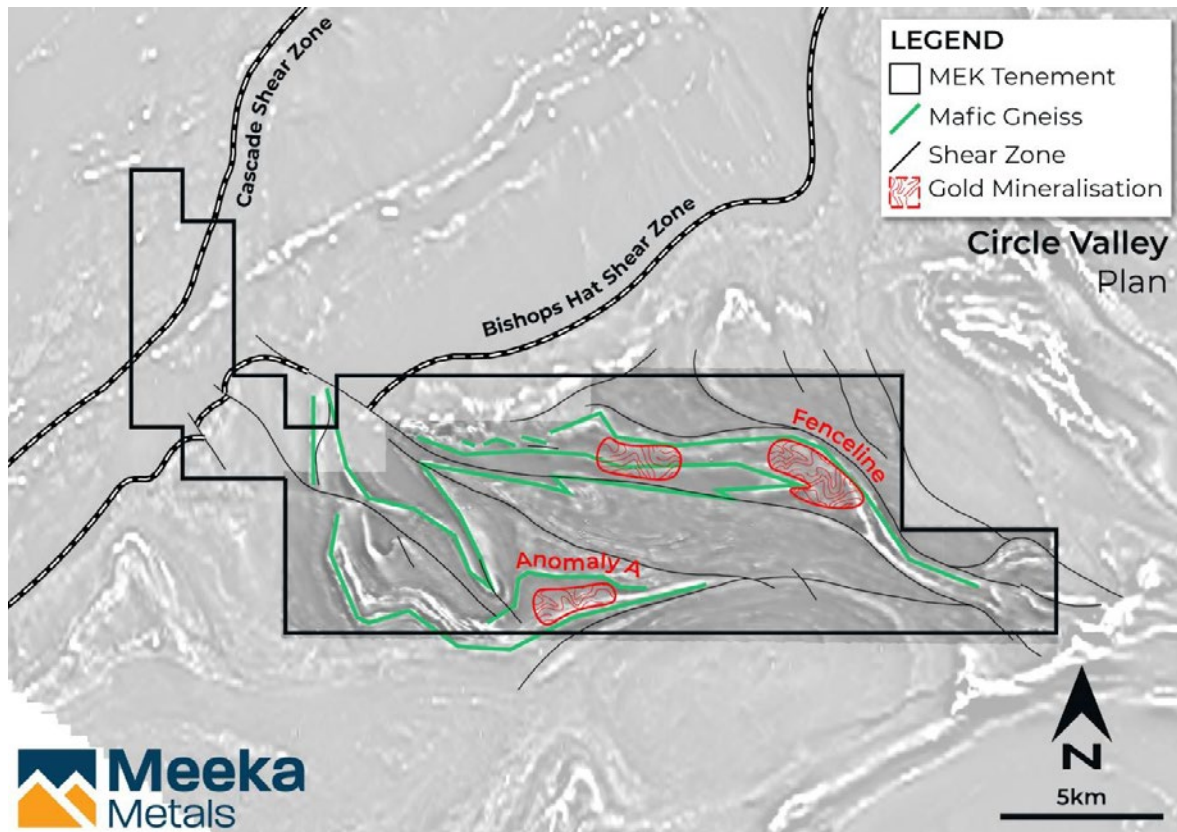 LEGEND
MEK Tenement
Mafic Gneiss
Shear Zone
Gold Mineralisation
Circle Valley
Plan
Cascade Shear Zone
Bishops Hat Shear Zone
Fenceline
Anomaly A
N
5km
Meeka
Metals